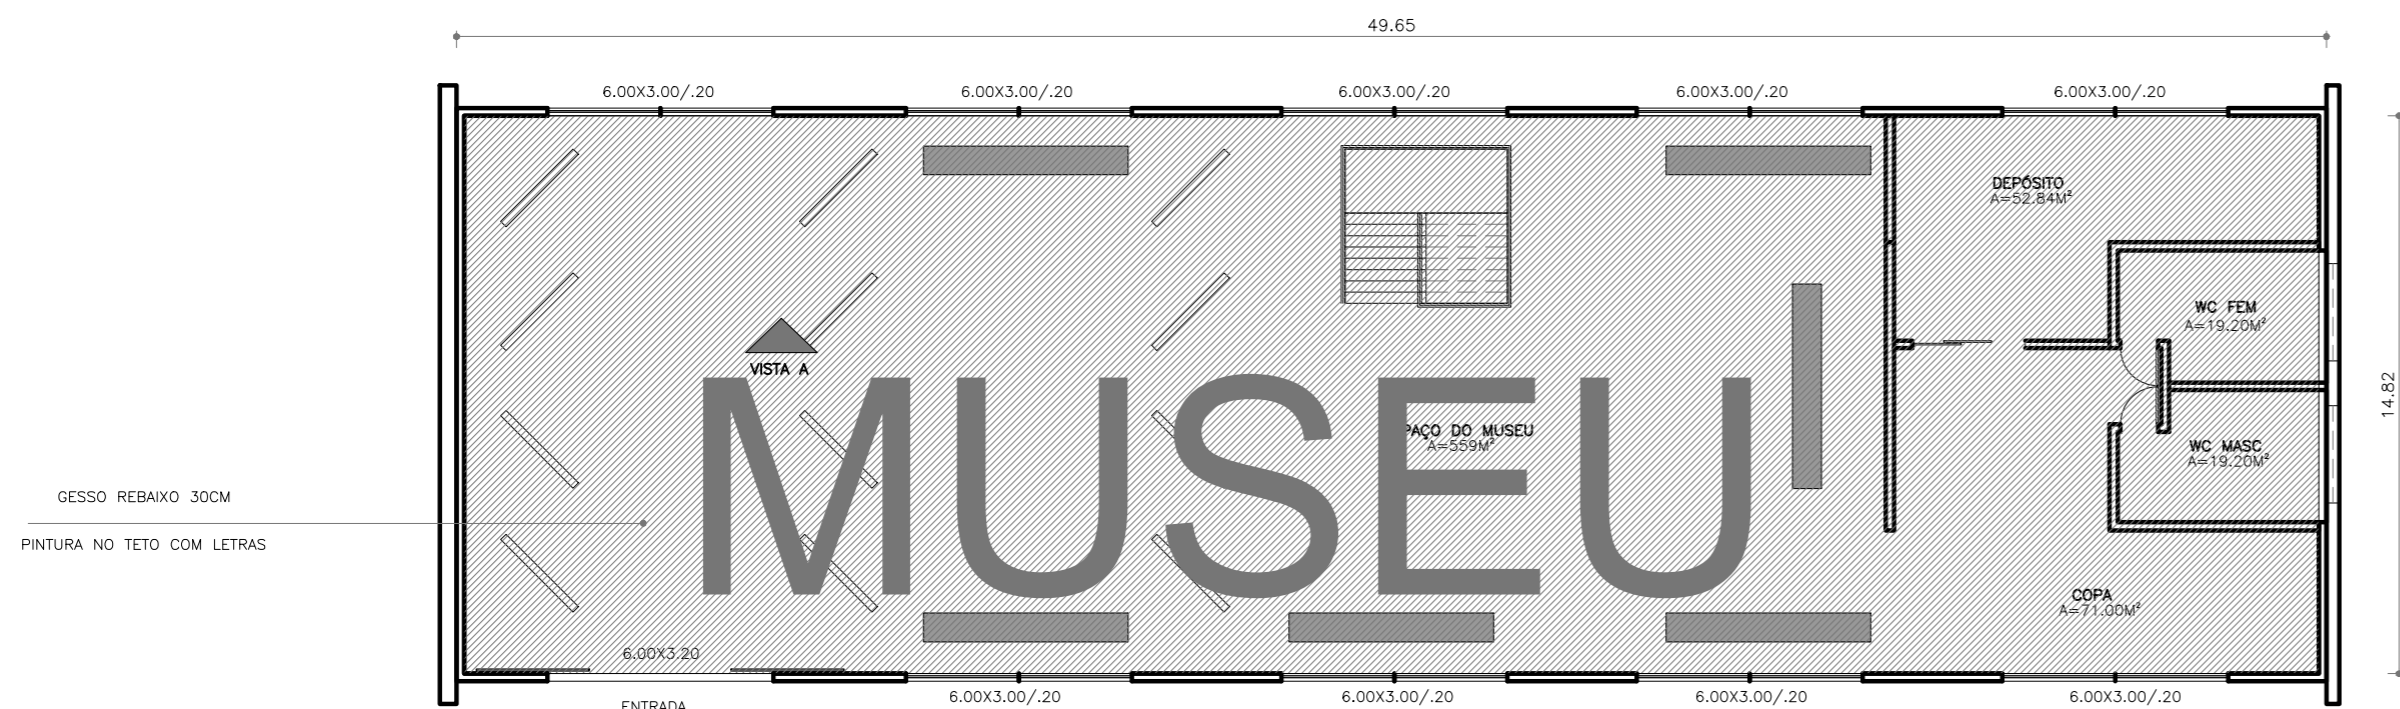 49.65
6.00X3.00/.20
6.00X3.00/.20
6.00X3.00/.20
6.00X3.00/.20
6.00X3.00/.20
DEPÓSITO
A=52.84M²
WC FEM
A=19.20M²
VISTA A
MUSEU
PAÇO DO MUSEU
A=559M²
14.82
WC MASC
A=19.20M²
GESSO REBAIXO 30CM
PINTURA NO TETO COM LETRAS
COPA
A=71.00M²
6.00X3.20
6.00X3.00/.20
6.00X3.00/.20
6.00X3.00/.20
6.00X3.00/.20
ENTRADA